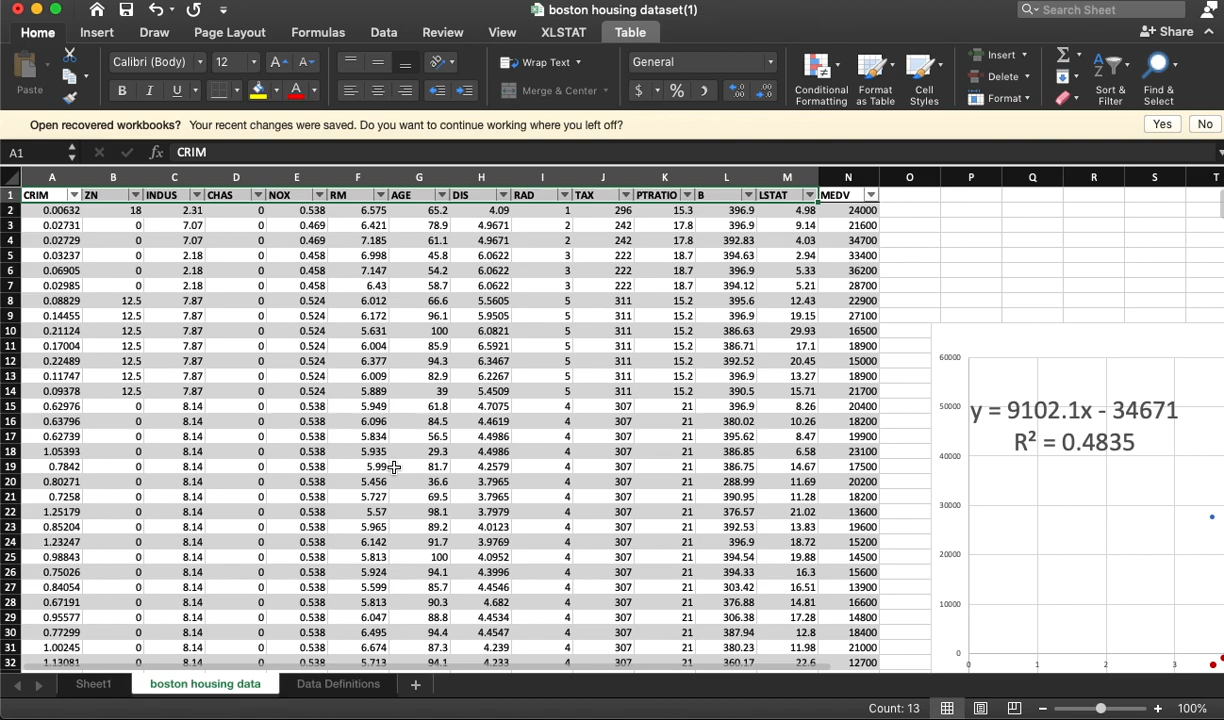 boston housing dataset(1)
Search Sheet
Home Insert Draw Page Layout Formulas Data Review View XLSTAT Table Share
Paste
Calibri (Body) 12 A A
B I U A
Wrap Text
Merge & Center
General
$ %
Conditional Formatting
Format as Table
Cell Styles
Insert
Delete
Format
Sort & Filter
Find & Select
Open recovered workbooks? Your recent changes were saved. Do you want to continue working where you left off? Yes No
A1 fx CRIM
A B C D E F G H I J K L M N O P Q R S T
1 CRIM ZN INDUS CHAS NOX RM AGE DIS RAD TAX PTRATIO B LSTAT MEDV
2 0.00632 18 2.31 0 0.538 6.575 65.2 4.09 1 296 15.3 396.9 4.98 24000
3 0.02731 0 7.07 0 0.469 6.421 78.9 4.9671 2 242 17.8 396.9 9.14 21600
4 0.02729 0 7.07 0 0.469 7.185 61.1 4.9671 2 242 17.8 392.83 4.03 34700
5 0.03237 0 2.18 0 0.458 6.998 45.8 6.0622 3 222 18.7 394.63 2.94 33400
6 0.06905 0 2.18 0 0.458 7.147 54.2 6.0622 3 222 18.7 396.9 5.33 36200
7 0.02985 0 2.18 0 0.458 6.43 58.7 6.0622 3 222 18.7 394.12 5.21 28700
8 0.08829 12.5 7.87 0 0.524 6.012 66.6 5.5605 5 311 15.2 395.6 12.43 22900
9 0.14455 12.5 7.87 0 0.524 6.172 96.1 5.9505 5 311 15.2 396.9 19.15 27100
10 0.21124 12.5 7.87 0 0.524 5.631 100 6.0821 5 311 15.2 386.63 29.93 16500
11 0.17004 12.5 7.87 0 0.524 6.004 85.9 6.5921 5 311 15.2 386.71 17.1 18900
12 0.22489 12.5 7.87 0 0.524 6.377 94.3 6.3467 5 311 15.2 392.52 20.45 15000
13 0.11747 12.5 7.87 0 0.524 6.009 82.9 6.2267 5 311 15.2 396.9 13.27 18900
14 0.09378 12.5 7.87 0 0.524 5.889 39 5.4509 5 311 15.2 390.5 15.71 21700
15 0.62976 0 8.14 0 0.538 5.949 61.8 4.7075 4 307 21 396.9 8.26 20400
16 0.63796 0 8.14 0 0.538 6.096 84.5 4.4619 4 307 21 380.02 10.26 18200
17 0.62739 0 8.14 0 0.538 5.834 56.5 4.4986 4 307 21 395.62 8.47 19900
18 1.05393 0 8.14 0 0.538 5.935 29.3 4.4986 4 307 21 386.85 6.58 23100
19 0.7842 0 8.14 0 0.538 5.99 81.7 4.2579 4 307 21 386.75 14.67 17500
20 0.80271 0 8.14 0 0.538 5.456 36.6 3.7965 4 307 21 288.99 11.69 20200
21 0.7258 0 8.14 0 0.538 5.727 69.5 3.7965 4 307 21 390.95 11.28 18200
22 1.25179 0 8.14 0 0.538 5.57 98.1 3.7979 4 307 21 376.57 21.02 13600
23 0.85204 0 8.14 0 0.538 5.965 89.2 4.0123 4 307 21 392.53 13.83 19600
24 1.23247 0 8.14 0 0.538 6.142 91.7 3.9769 4 307 21 396.9 18.72 15200
25 0.98843 0 8.14 0 0.538 5.813 100 4.0952 4 307 21 394.54 19.88 14500
26 0.75026 0 8.14 0 0.538 5.924 94.1 4.3996 4 307 21 394.33 16.3 15600
27 0.84054 0 8.14 0 0.538 5.599 85.7 4.4546 4 307 21 303.42 16.51 13900
28 0.67191 0 8.14 0 0.538 5.813 90.3 4.682 4 307 21 376.88 14.81 16600
29 0.95577 0 8.14 0 0.538 6.047 88.8 4.4534 4 307 21 306.38 17.28 14800
30 0.77299 0 8.14 0 0.538 6.495 94.4 4.4547 4 307 21 387.94 12.8 18400
31 1.00245 0 8.14 0 0.538 6.674 87.3 4.239 4 307 21 380.23 11.98 21000
32 1.13081 0 8.14 0 0.538 5.713 94.1 4.233 4 307 21 360.17 22.6 12700
60000
50000
40000
30000
20000
10000
0
0 1 2 3
y = 9102.1x - 34671
R² = 0.4835
Sheet1 boston housing data Data Definitions +
Count: 13 − + 100%